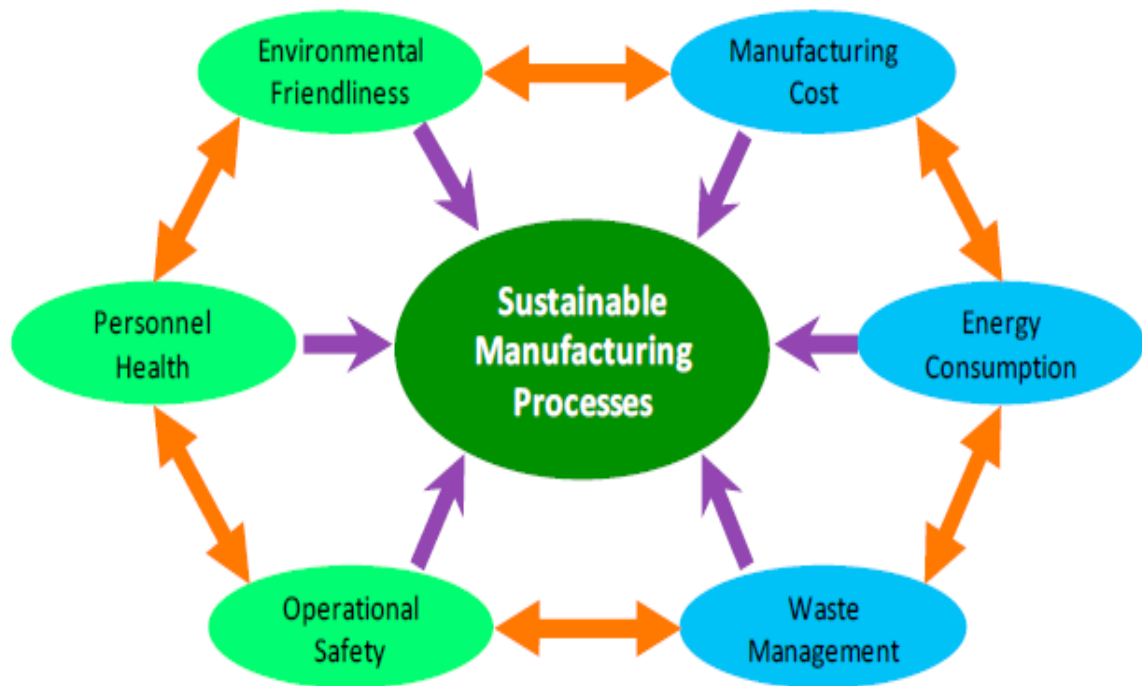 Environmental
Friendliness
Manufacturing
Cost
Personnel
Health
Sustainable
Manufacturing
Processes
Energy
Consumption
Operational
Safety
Waste
Management